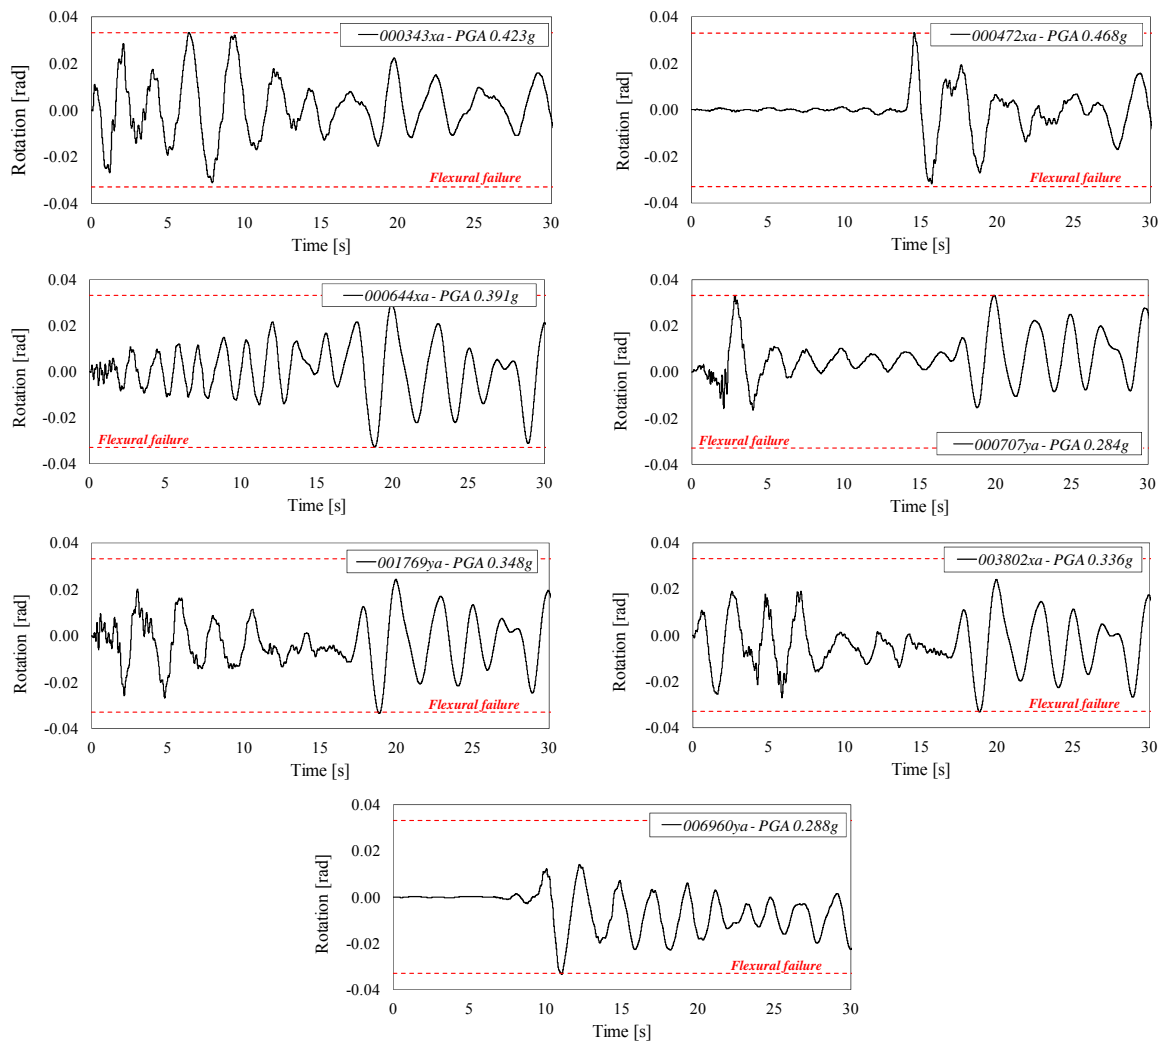 0.04
0.02
0.00
-0.02
-0.04
Rotation [rad]
000343xa - PGA 0.423g
Flexural failure
0 5 10 15 20 25 30
Time [s]
0.04
0.02
0.00
-0.02
-0.04
Rotation [rad]
000472xa - PGA 0.468g
Flexural failure
0 5 10 15 20 25 30
Time [s]
0.04
0.02
0.00
-0.02
-0.04
Rotation [rad]
000644xa - PGA 0.391g
Flexural failure
0 5 10 15 20 25 30
Time [s]
0.04
0.02
0.00
-0.02
-0.04
Rotation [rad]
Flexural failure
000707ya - PGA 0.284g
0 5 10 15 20 25 30
Time [s]
0.04
0.02
0.00
-0.02
-0.04
Rotation [rad]
001769ya - PGA 0.348g
Flexural failure
0 5 10 15 20 25 30
Time [s]
0.04
0.02
0.00
-0.02
-0.04
Rotation [rad]
003802xa - PGA 0.336g
Flexural failure
0 5 10 15 20 25 30
Time [s]
0.04
0.02
0.00
-0.02
-0.04
Rotation [rad]
006960ya - PGA 0.288g
Flexural failure
0 5 10 15 20 25 30
Time [s]